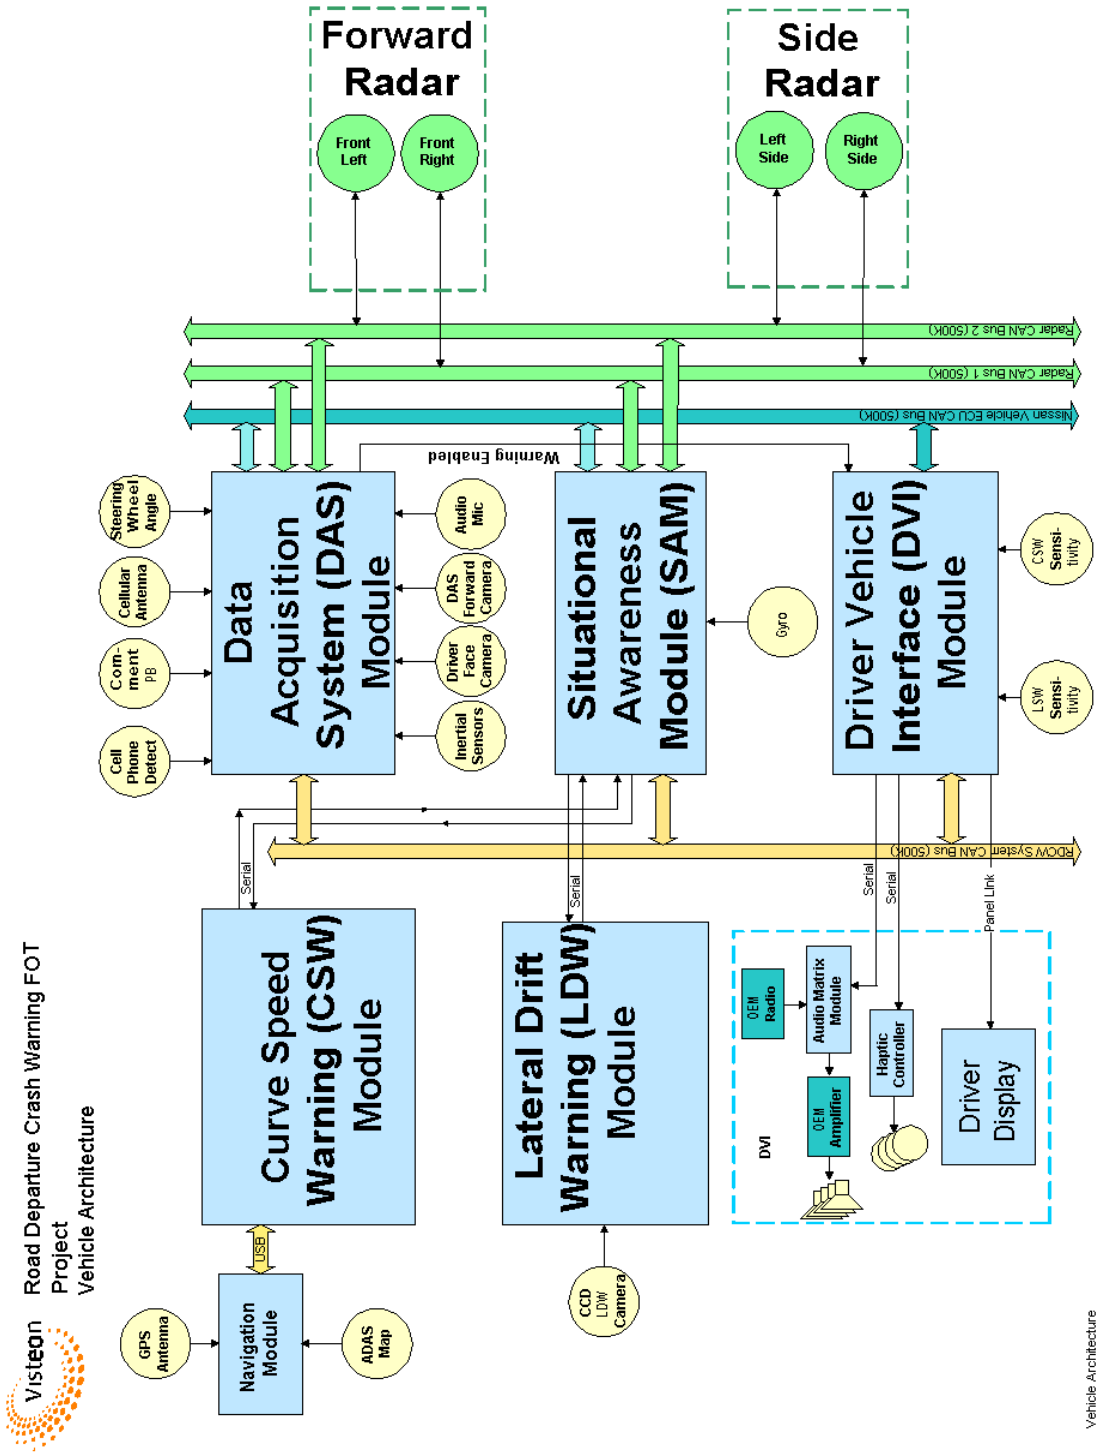 Visteon
Road Departure Crash Warning FOT
Project
Vehicle Architecture
Forward
Radar
Front
Left
Front
Right
Side
Radar
Left
Side
Right
Side
Radar CAN Bus 2 (500K)
Radar CAN Bus 1 (500K)
Nissan Vehicle ECU CAN Bus (500K)
Warning Enabled
Steering
Wheel
Angle
Cellular
Antenna
Com-
ment
PB
Cell
Phone
Detect
Data
Acquisition
System (DAS)
Module
Audio
Mic
DAS
Forward
Camera
Driver
Face
Camera
Inertial
Sensors
Situational
Awareness
Module (SAM)
Gyro
Driver Vehicle
Interface (DVI)
Module
CSW
Sensi-
tivity
LSW
Sensi-
tivity
RDCW System CAN Bus (500K)
Serial
Serial
Serial
Serial
Panel Link
Curve Speed
Warning (CSW)
Module
Lateral Drift
Warning (LDW)
Module
USB
GPS
Antenna
Navigation
Module
ADAS
Map
CCD
LDW
Camera
DVI
OEM
Radio
Audio Matrix
Module
OEM
Amplifier
Haptic
Controller
Driver
Display
Vehicle Architecture